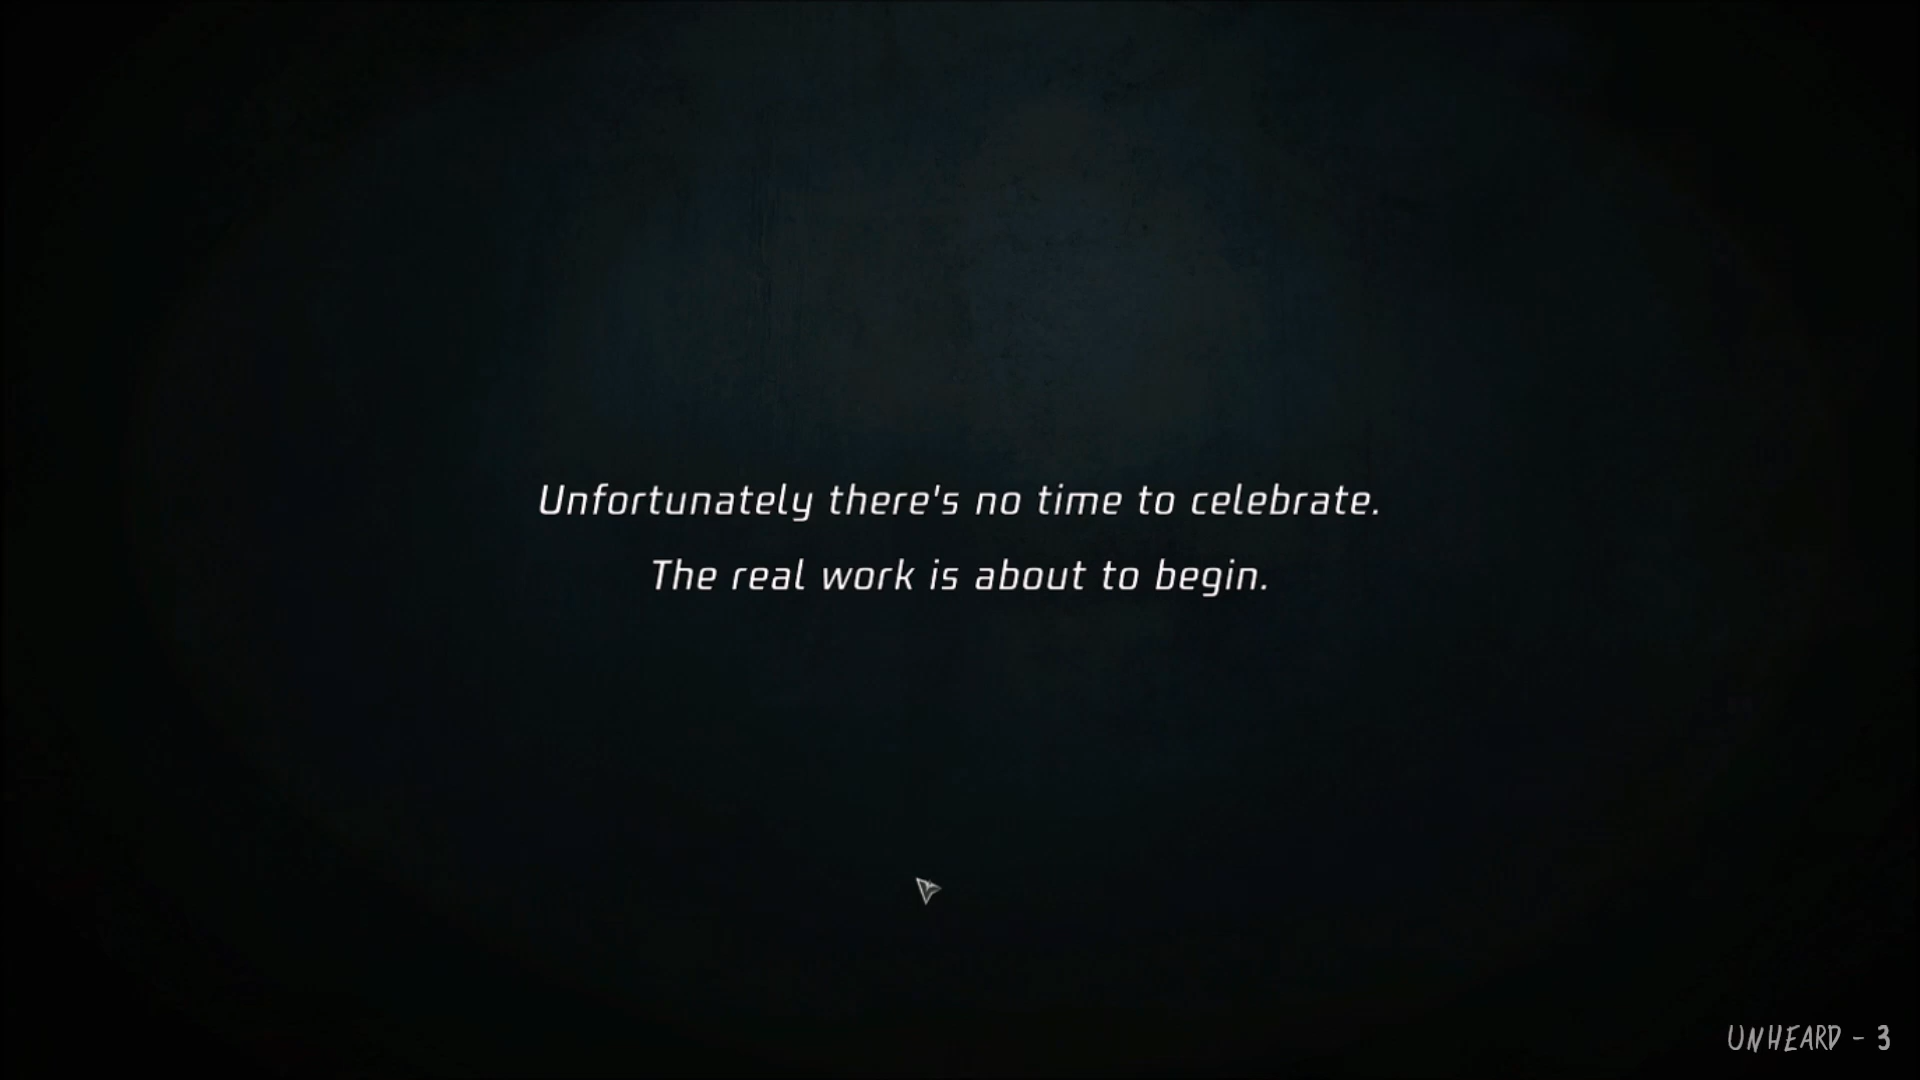 Unfortunately there's no time to celebrate.
The real work is about to begin.
UNHEARD - 3